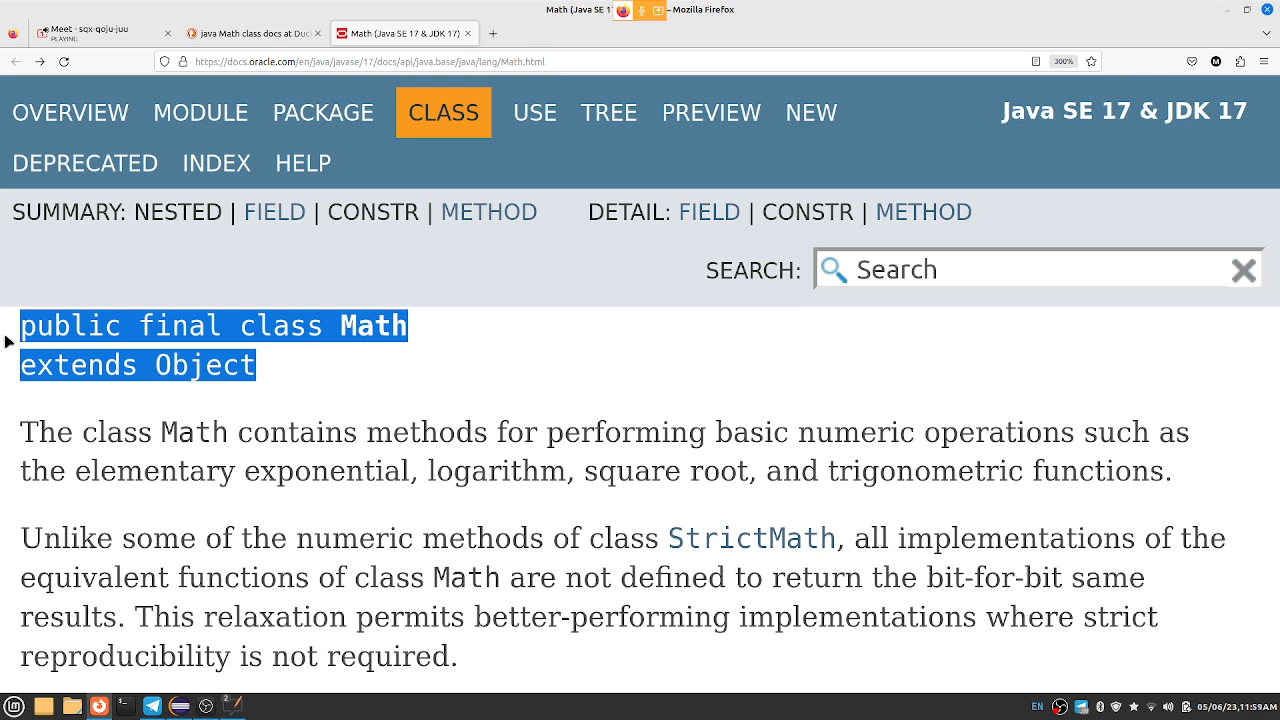 Math (Java SE 17 – Mozilla Firefox
Meet - sqx-qoju-juu
PLAYING
java Math class docs at Duc
Math (Java SE 17 & JDK 17)
https://docs.oracle.com/en/java/javase/17/docs/api/java.base/java/lang/Math.html
300%
M
OVERVIEW MODULE PACKAGE CLASS USE TREE PREVIEW NEW
Java SE 17 & JDK 17
DEPRECATED INDEX HELP
SUMMARY: NESTED | FIELD | CONSTR | METHOD DETAIL: FIELD | CONSTR | METHOD
SEARCH: Search
public final class Math
extends Object
The class Math contains methods for performing basic numeric operations such as
the elementary exponential, logarithm, square root, and trigonometric functions.
Unlike some of the numeric methods of class StrictMath, all implementations of the
equivalent functions of class Math are not defined to return the bit-for-bit same
results. This relaxation permits better-performing implementations where strict
reproducibility is not required.
2
EN
05/06/23, 11:59AM